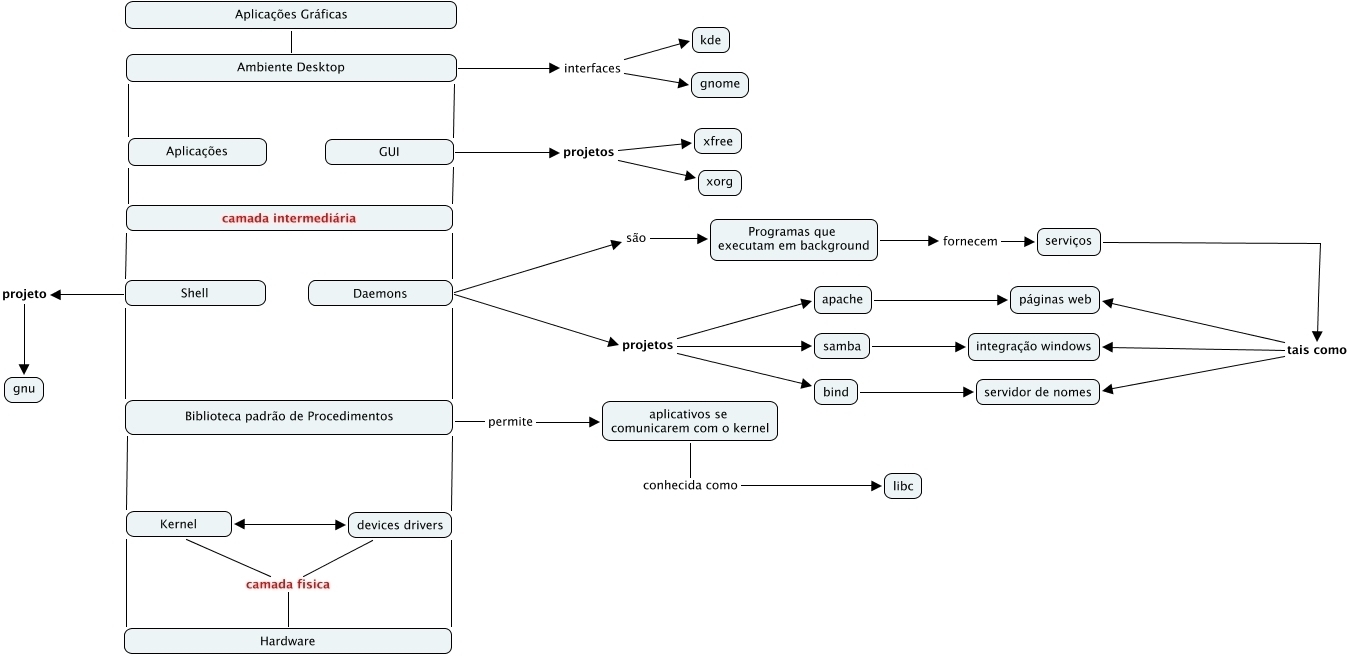 Aplicações Gráficas
Ambiente Desktop
interfaces
kde
gnome
Aplicações
GUI
projetos
xfree
xorg
camada intermediária
são
Programas que
executam em background
fornecem
serviços
projeto
Shell
Daemons
apache
páginas web
projetos
samba
integração windows
tais como
gnu
bind
servidor de nomes
Biblioteca padrão de Procedimentos
permite
aplicativos se
comunicarem com o kernel
conhecida como
libc
Kernel
devices drivers
camada fisica
Hardware